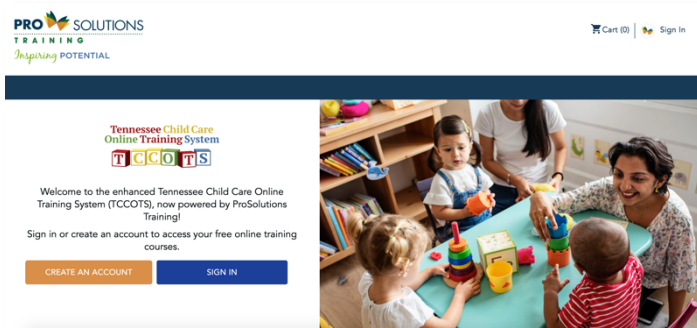 PRO SOLUTIONS
TRAINING
Inspiring POTENTIAL
Cart (0)
Sign In
Tennessee Child Care
Online Training System
TCCOTS
Welcome to the enhanced Tennessee Child Care Online
Training System (TCCOTS), now powered by ProSolutions
Training!
Sign in or create an account to access your free online training
courses.
CREATE AN ACCOUNT
SIGN IN